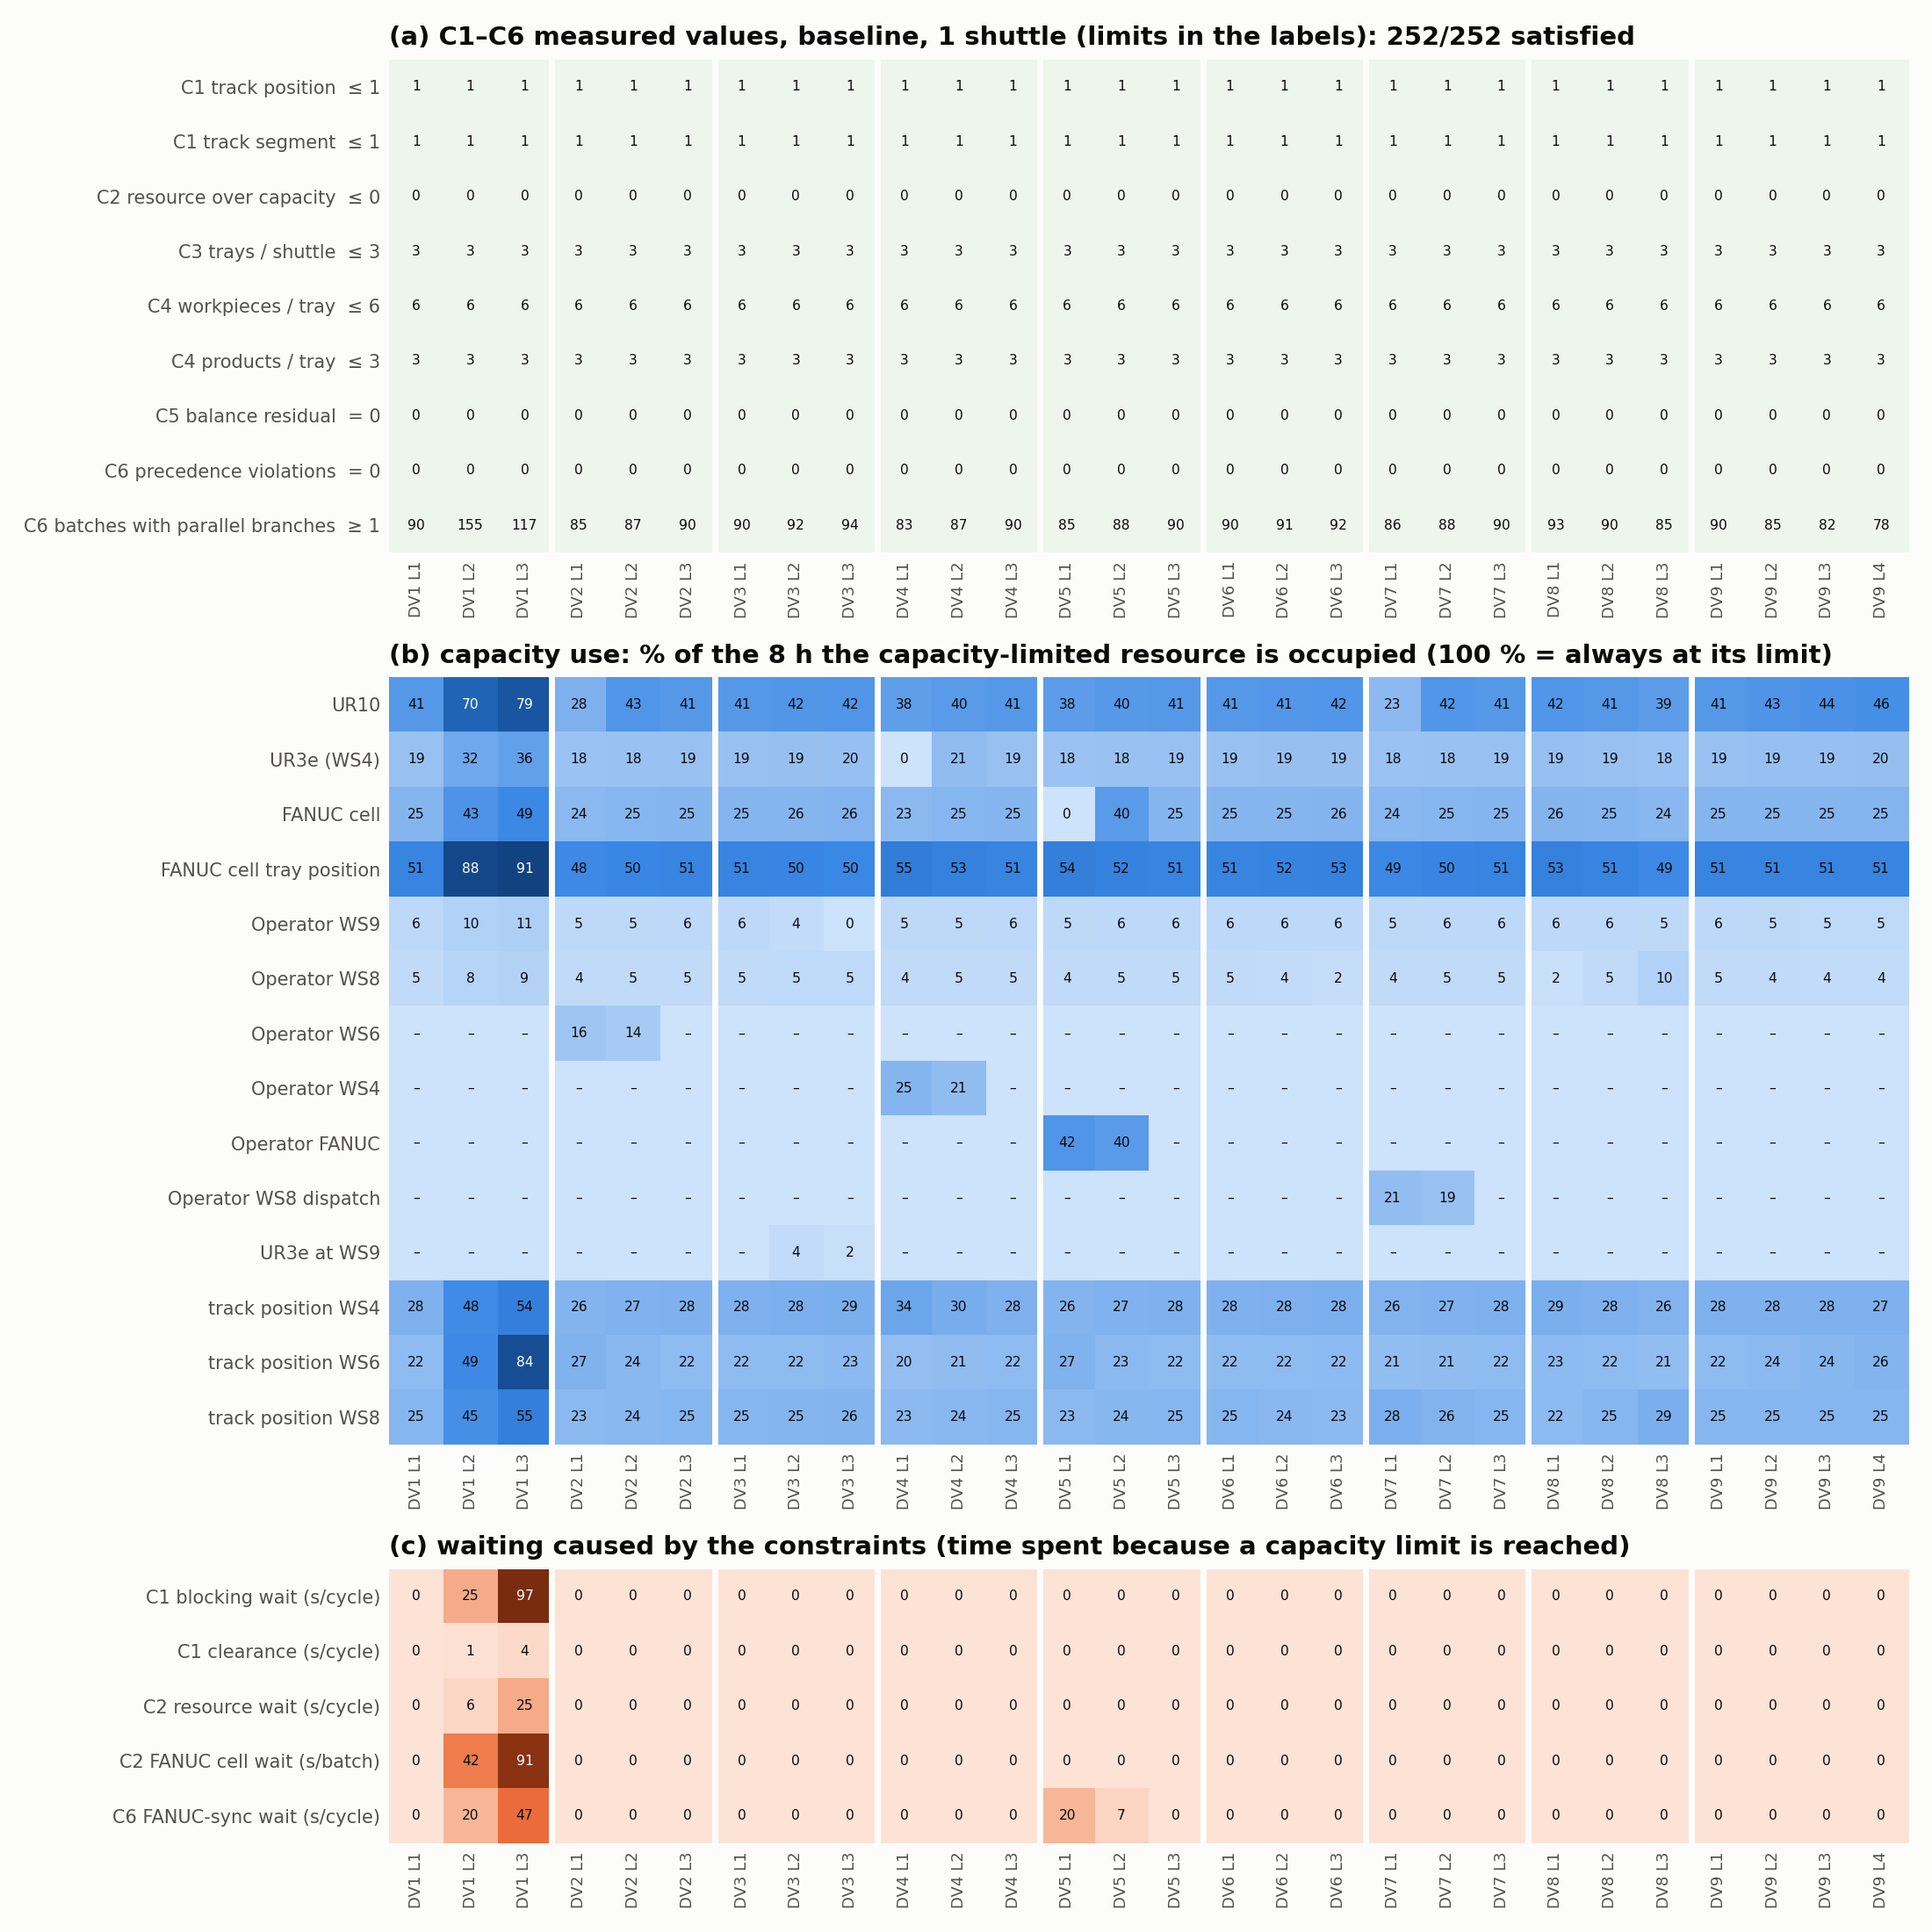 (a) C1–C6 measured values, baseline, 1 shuttle (limits in the labels): 252/252 satisfied
C1 track position ≤ 1 1 1 1 1 1 1 1 1 1 1 1 1 1 1 1 1 1 1 1 1 1 1 1 1 1 1 1 1
C1 track segment ≤ 1 1 1 1 1 1 1 1 1 1 1 1 1 1 1 1 1 1 1 1 1 1 1 1 1 1 1 1 1
C2 resource over capacity ≤ 0 0 0 0 0 0 0 0 0 0 0 0 0 0 0 0 0 0 0 0 0 0 0 0 0 0 0 0 0
C3 trays / shuttle ≤ 3 3 3 3 3 3 3 3 3 3 3 3 3 3 3 3 3 3 3 3 3 3 3 3 3 3 3 3 3
C4 workpieces / tray ≤ 6 6 6 6 6 6 6 6 6 6 6 6 6 6 6 6 6 6 6 6 6 6 6 6 6 6 6 6 6
C4 products / tray ≤ 3 3 3 3 3 3 3 3 3 3 3 3 3 3 3 3 3 3 3 3 3 3 3 3 3 3 3 3 3
C5 balance residual = 0 0 0 0 0 0 0 0 0 0 0 0 0 0 0 0 0 0 0 0 0 0 0 0 0 0 0 0 0
C6 precedence violations = 0 0 0 0 0 0 0 0 0 0 0 0 0 0 0 0 0 0 0 0 0 0 0 0 0 0 0 0 0
C6 batches with parallel branches ≥ 1 90 155 117 85 87 90 90 92 94 83 87 90 85 88 90 90 91 92 86 88 90 93 90 85 90 85 82 78
DV1 L1 DV1 L2 DV1 L3 DV2 L1 DV2 L2 DV2 L3 DV3 L1 DV3 L2 DV3 L3 DV4 L1 DV4 L2 DV4 L3 DV5 L1 DV5 L2 DV5 L3 DV6 L1 DV6 L2 DV6 L3 DV7 L1 DV7 L2 DV7 L3 DV8 L1 DV8 L2 DV8 L3 DV9 L1 DV9 L2 DV9 L3 DV9 L4
(b) capacity use: % of the 8 h the capacity-limited resource is occupied (100 % = always at its limit)
UR10 41 70 79 28 43 41 41 42 42 38 40 41 38 40 41 41 41 42 23 42 41 42 41 39 41 43 44 46
UR3e (WS4) 19 32 36 18 18 19 19 19 20 0 21 19 18 18 19 19 19 19 18 18 19 19 19 18 19 19 19 20
FANUC cell 25 43 49 24 25 25 25 26 26 23 25 25 0 40 25 25 25 26 24 25 25 26 25 24 25 25 25 25
FANUC cell tray position 51 88 91 48 50 51 51 50 50 55 53 51 54 52 51 51 52 53 49 50 51 53 51 49 51 51 51 51
Operator WS9 6 10 11 5 5 6 6 4 0 5 5 6 5 6 6 6 6 6 5 6 6 6 6 5 6 5 5 5
Operator WS8 5 8 9 4 5 5 5 5 5 4 5 5 4 5 5 5 4 2 4 5 5 2 5 10 5 4 4 4
Operator WS6 – – – 16 14 – – – – – – – – – – – – – – – – – – – – – – –
Operator WS4 – – – – – – – – – 25 21 – – – – – – – – – – – – – – – – –
Operator FANUC – – – – – – – – – – – – 42 40 – – – – – – – – – – – – – –
Operator WS8 dispatch – – – – – – – – – – – – – – – – – – 21 19 – – – – – – – –
UR3e at WS9 – – – – – – – 4 2 – – – – – – – – – – – – – – – – – – –
track position WS4 28 48 54 26 27 28 28 28 29 34 30 28 26 27 28 28 28 28 26 27 28 29 28 26 28 28 28 27
track position WS6 22 49 84 27 24 22 22 22 23 20 21 22 27 23 22 22 22 22 21 21 22 23 22 21 22 24 24 26
track position WS8 25 45 55 23 24 25 25 25 26 23 24 25 23 24 25 25 24 23 28 26 25 22 25 29 25 25 25 25
DV1 L1 DV1 L2 DV1 L3 DV2 L1 DV2 L2 DV2 L3 DV3 L1 DV3 L2 DV3 L3 DV4 L1 DV4 L2 DV4 L3 DV5 L1 DV5 L2 DV5 L3 DV6 L1 DV6 L2 DV6 L3 DV7 L1 DV7 L2 DV7 L3 DV8 L1 DV8 L2 DV8 L3 DV9 L1 DV9 L2 DV9 L3 DV9 L4
(c) waiting caused by the constraints (time spent because a capacity limit is reached)
C1 blocking wait (s/cycle) 0 25 97 0 0 0 0 0 0 0 0 0 0 0 0 0 0 0 0 0 0 0 0 0 0 0 0 0
C1 clearance (s/cycle) 0 1 4 0 0 0 0 0 0 0 0 0 0 0 0 0 0 0 0 0 0 0 0 0 0 0 0 0
C2 resource wait (s/cycle) 0 6 25 0 0 0 0 0 0 0 0 0 0 0 0 0 0 0 0 0 0 0 0 0 0 0 0 0
C2 FANUC cell wait (s/batch) 0 42 91 0 0 0 0 0 0 0 0 0 0 0 0 0 0 0 0 0 0 0 0 0 0 0 0 0
C6 FANUC-sync wait (s/cycle) 0 20 47 0 0 0 0 0 0 0 0 0 20 7 0 0 0 0 0 0 0 0 0 0 0 0 0 0
DV1 L1 DV1 L2 DV1 L3 DV2 L1 DV2 L2 DV2 L3 DV3 L1 DV3 L2 DV3 L3 DV4 L1 DV4 L2 DV4 L3 DV5 L1 DV5 L2 DV5 L3 DV6 L1 DV6 L2 DV6 L3 DV7 L1 DV7 L2 DV7 L3 DV8 L1 DV8 L2 DV8 L3 DV9 L1 DV9 L2 DV9 L3 DV9 L4